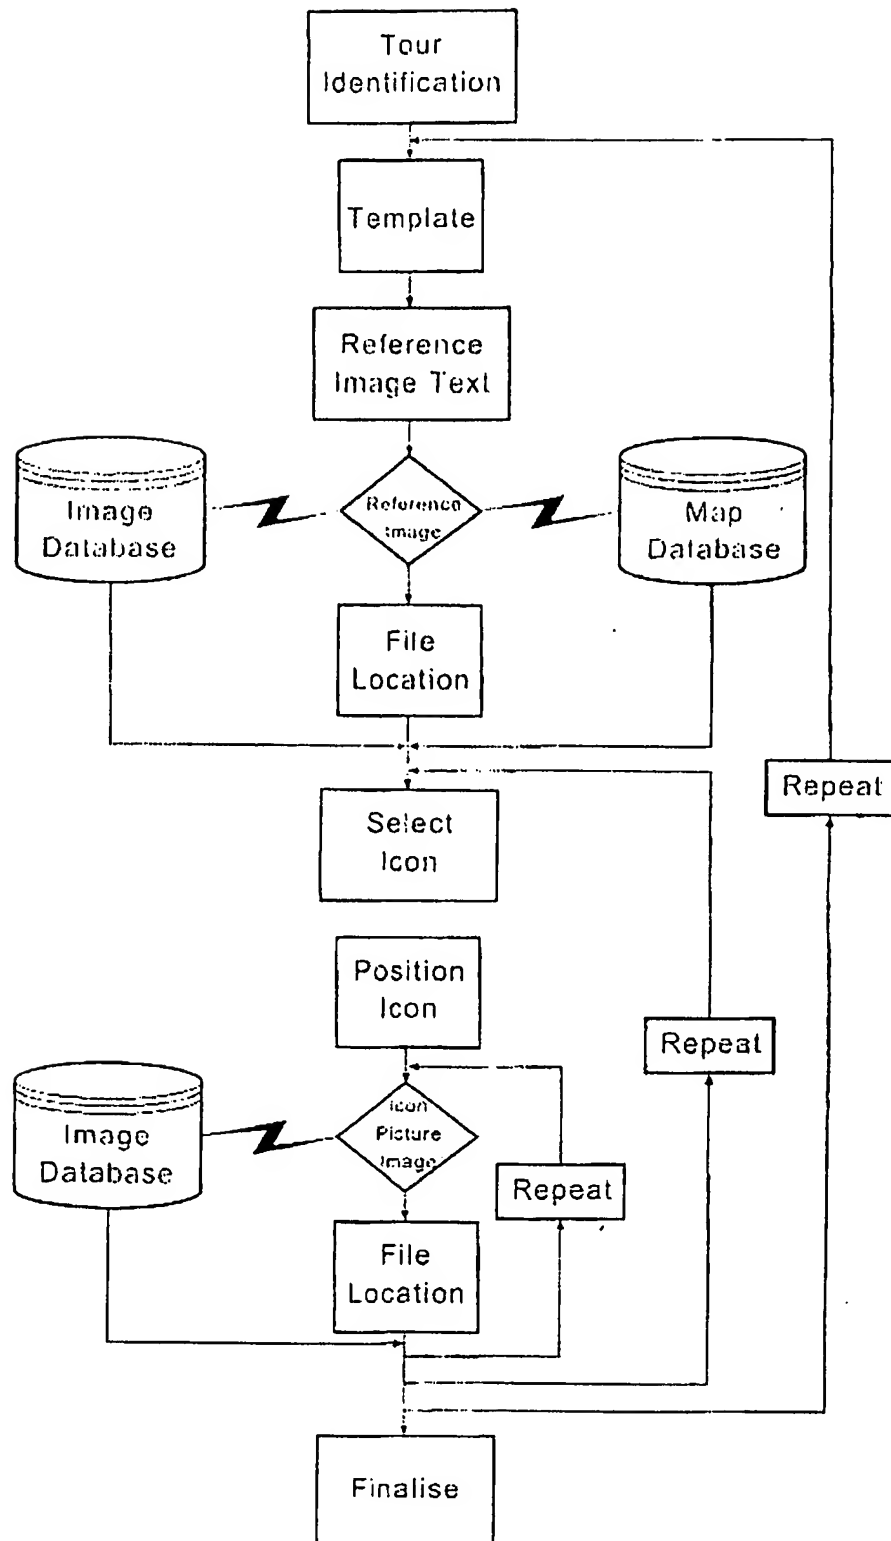 Tour
Identification
Template
Reference
Image Text
Image
Database
Reference
Image
Map
Database
File
Location
Repeat
Select
Icon
Position
Icon
Repeat
Image
Database
Icon
Picture
Image
Repeat
File
Location
Finalise